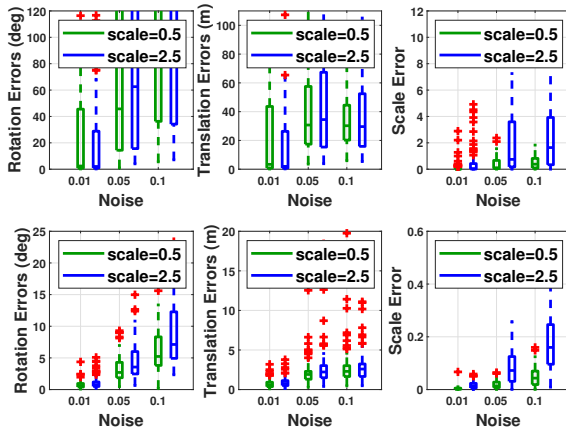 Rotation Errors (deg)
120
100
80
60
40
20
0
scale=0.5
scale=2.5
0.01
0.05
0.1
Noise
Translation Errors (m)
100
80
60
40
20
0
scale=0.5
scale=2.5
0.01
0.05
0.1
Noise
Scale Error
12
10
8
6
4
2
0
scale=0.5
scale=2.5
0.01
0.05
0.1
Noise
Rotation Errors (deg)
25
20
15
10
5
0
scale=0.5
scale=2.5
0.01
0.05
0.1
Noise
Translation Errors (m)
20
15
10
5
0
scale=0.5
scale=2.5
0.01
0.05
0.1
Noise
Scale Error
0.6
0.4
0.2
0
scale=0.5
scale=2.5
0.01
0.05
0.1
Noise